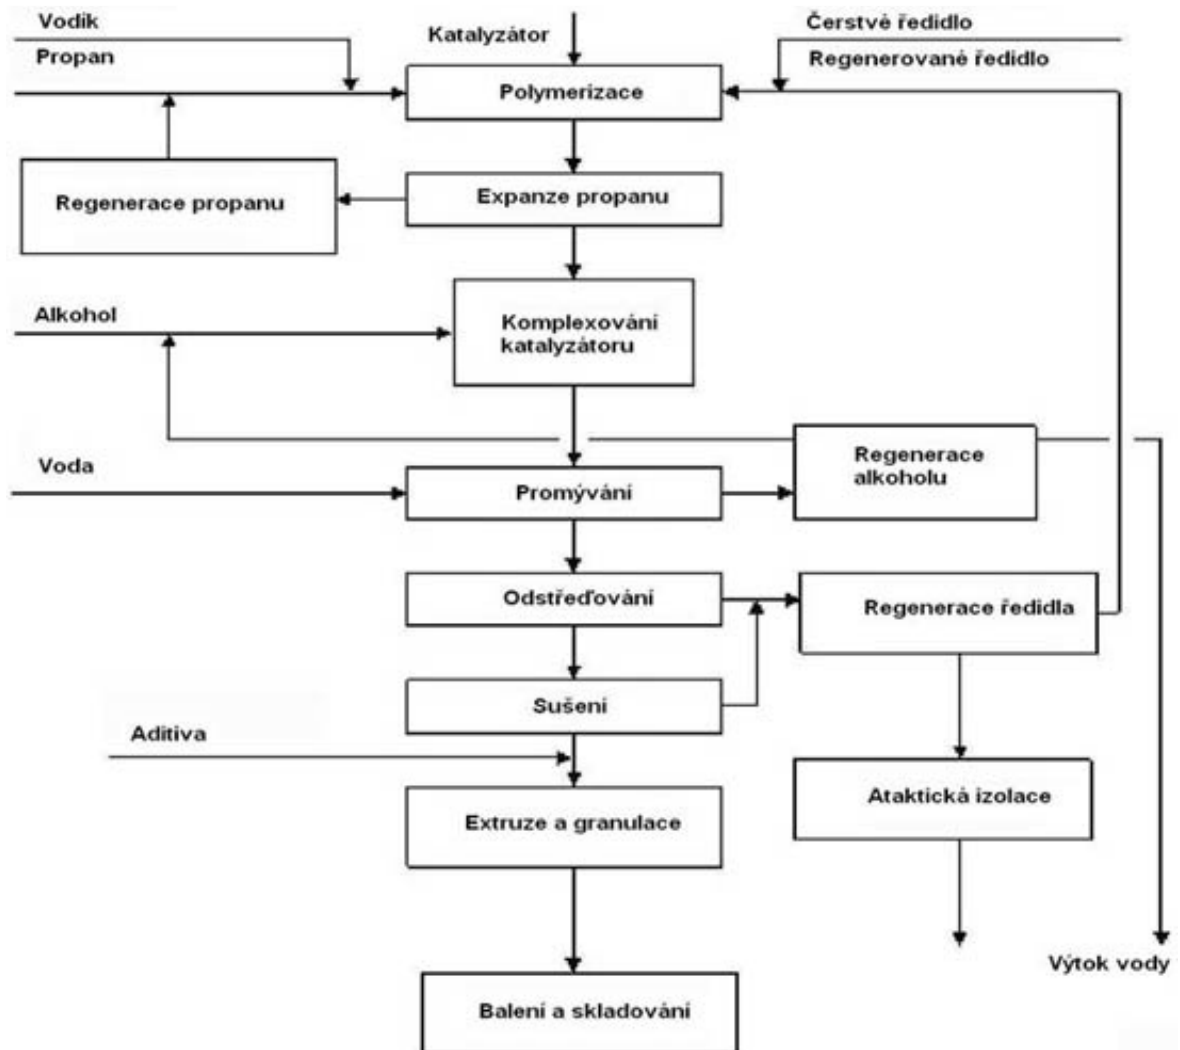 Vodík
Čerstvé ředidlo
Katalyzátor
Propan
Regenerované ředidlo
Polymerizace
Expanze propanu
Regenerace propanu
Alkohol
Komplexování
katalyzátoru
Regenerace
alkoholu
Voda
Promývání
Odstřeďování
Regenerace ředidla
Sušení
Aditiva
Ataktická izolace
Extruze a granulace
Výtok vody
Balení a skladování